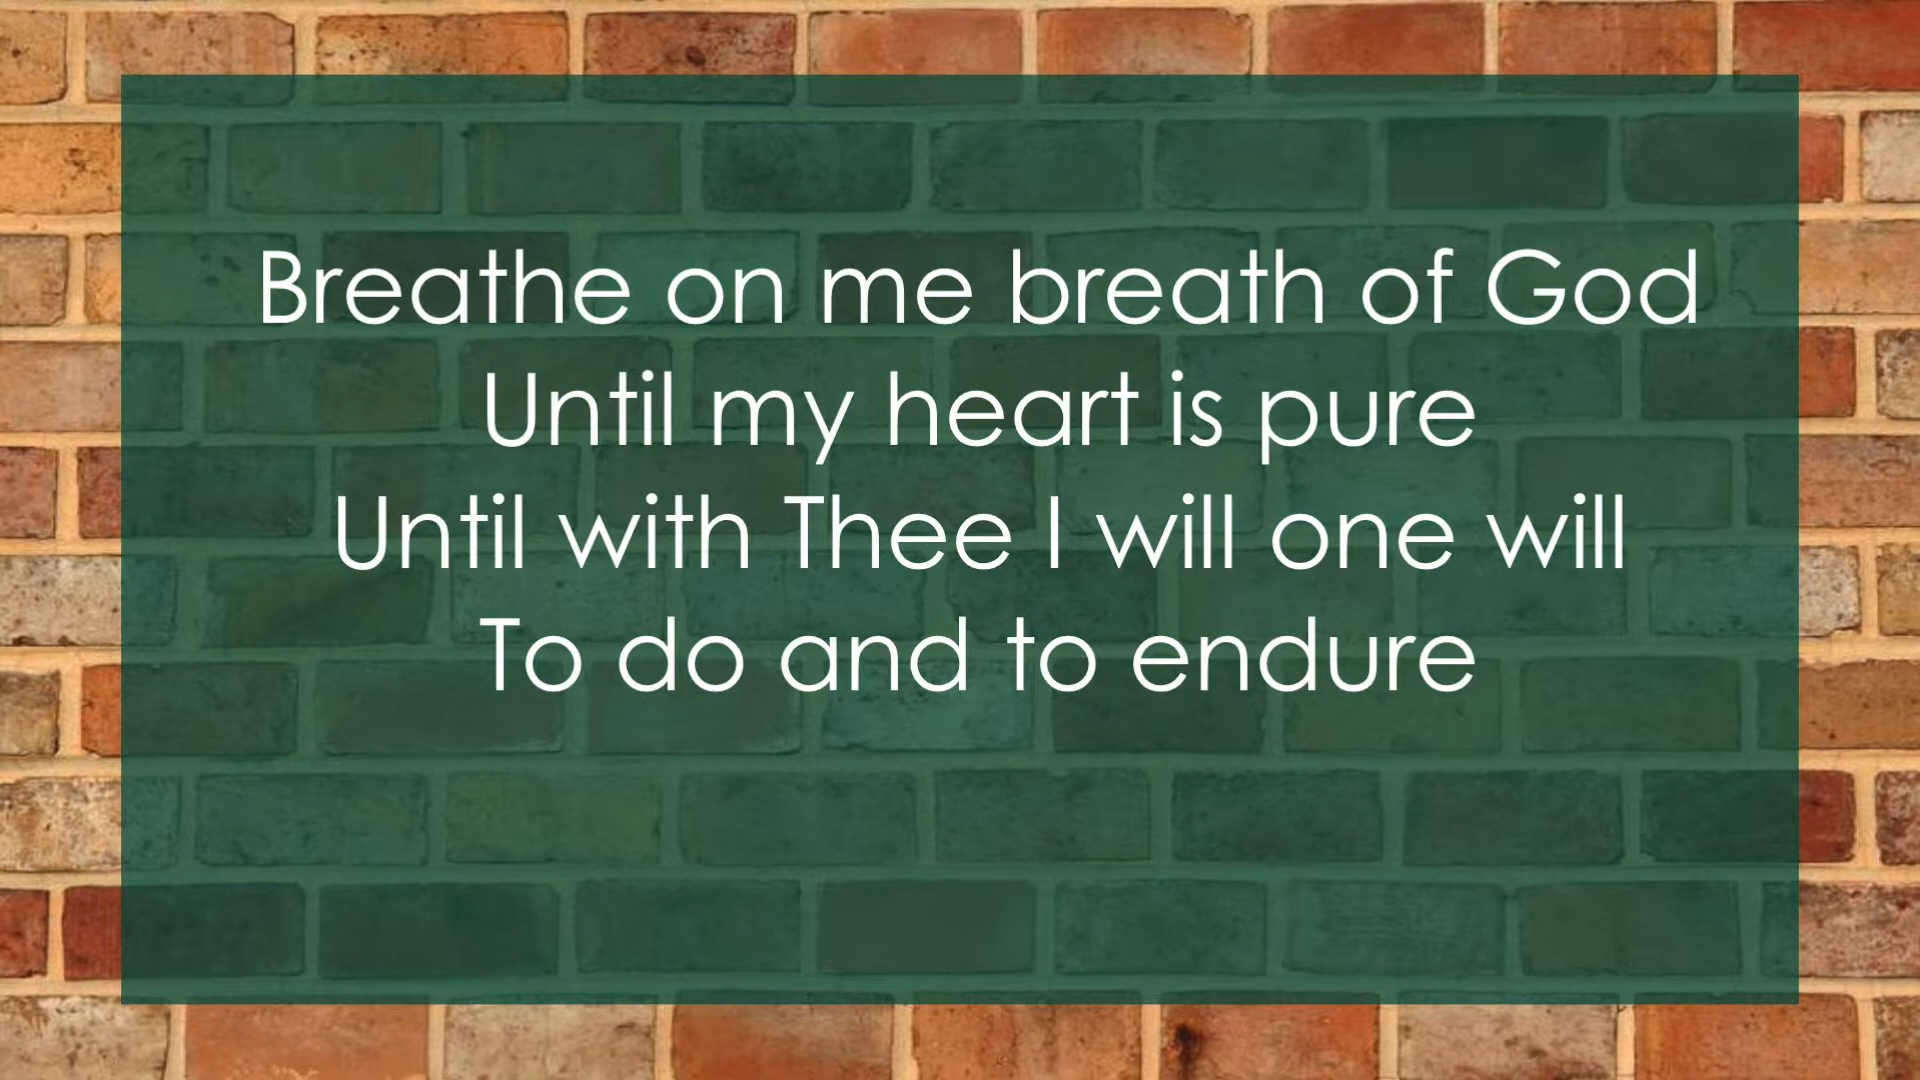 Breathe on me breath of God
Until my heart is pure
Until with Thee I will one will
To do and to endure